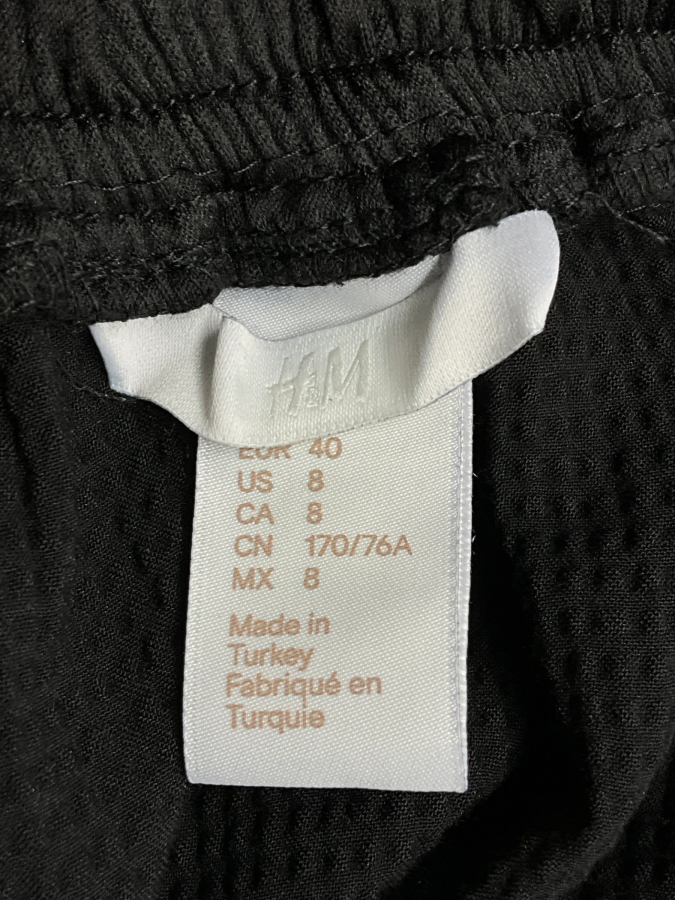 H&M
EUR 40
US 8
CA 8
CN 170/76A
MX 8
Made in
Turkey
Fabriqué en
Turquie